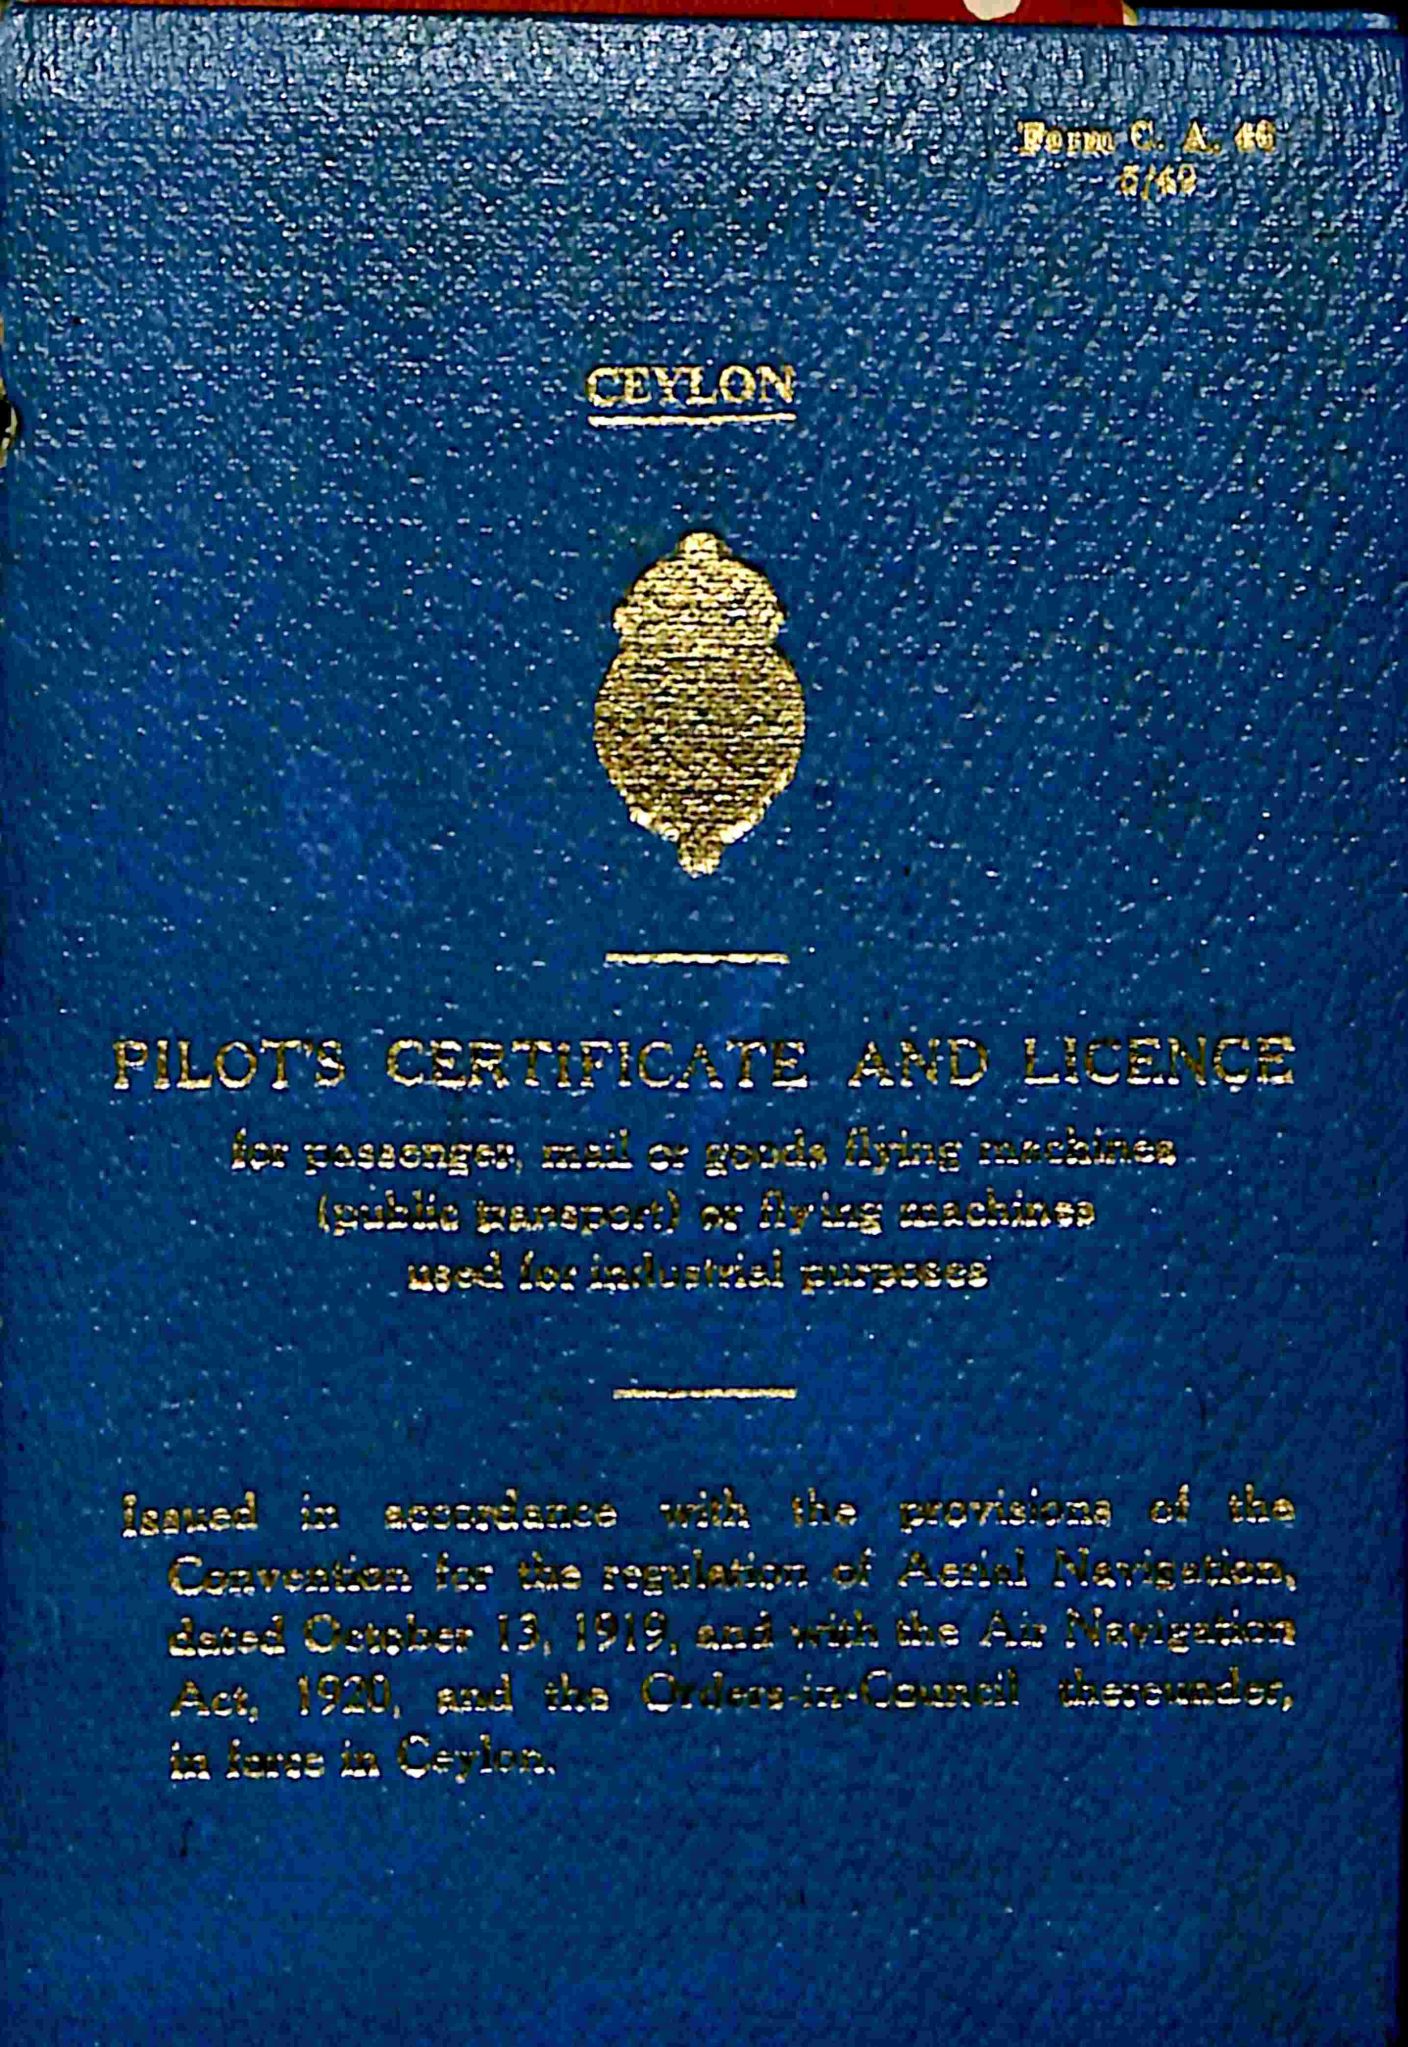 Form C. A. 46
5/49
CEYLON
PILOT'S CERTIFICATE AND LICENCE
for passenger, mail or goods flying machines
(public transport) or flying machines
used for industrial purposes
Issued in accordance with the provisions of the
Convention for the regulation of Aerial Navigation,
dated October 13, 1919, and with the Air Navigation
Act, 1920, and the Orders-in-Council thereunder,
in force in Ceylon.